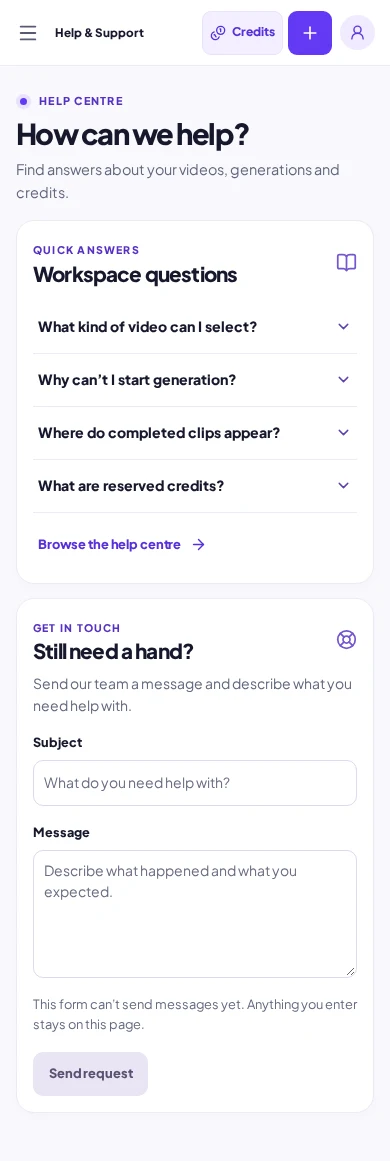 Help & Support
Credits
HELP CENTRE
How can we help?
Find answers about your videos, generations and
credits.
QUICK ANSWERS
Workspace questions
What kind of video can I select?
Why can’t I start generation?
Where do completed clips appear?
What are reserved credits?
Browse the help centre
GET IN TOUCH
Still need a hand?
Send our team a message and describe what you
need help with.
Subject
What do you need help with?
Message
Describe what happened and what you
expected.
This form can't send messages yet. Anything you enter
stays on this page.
Send request